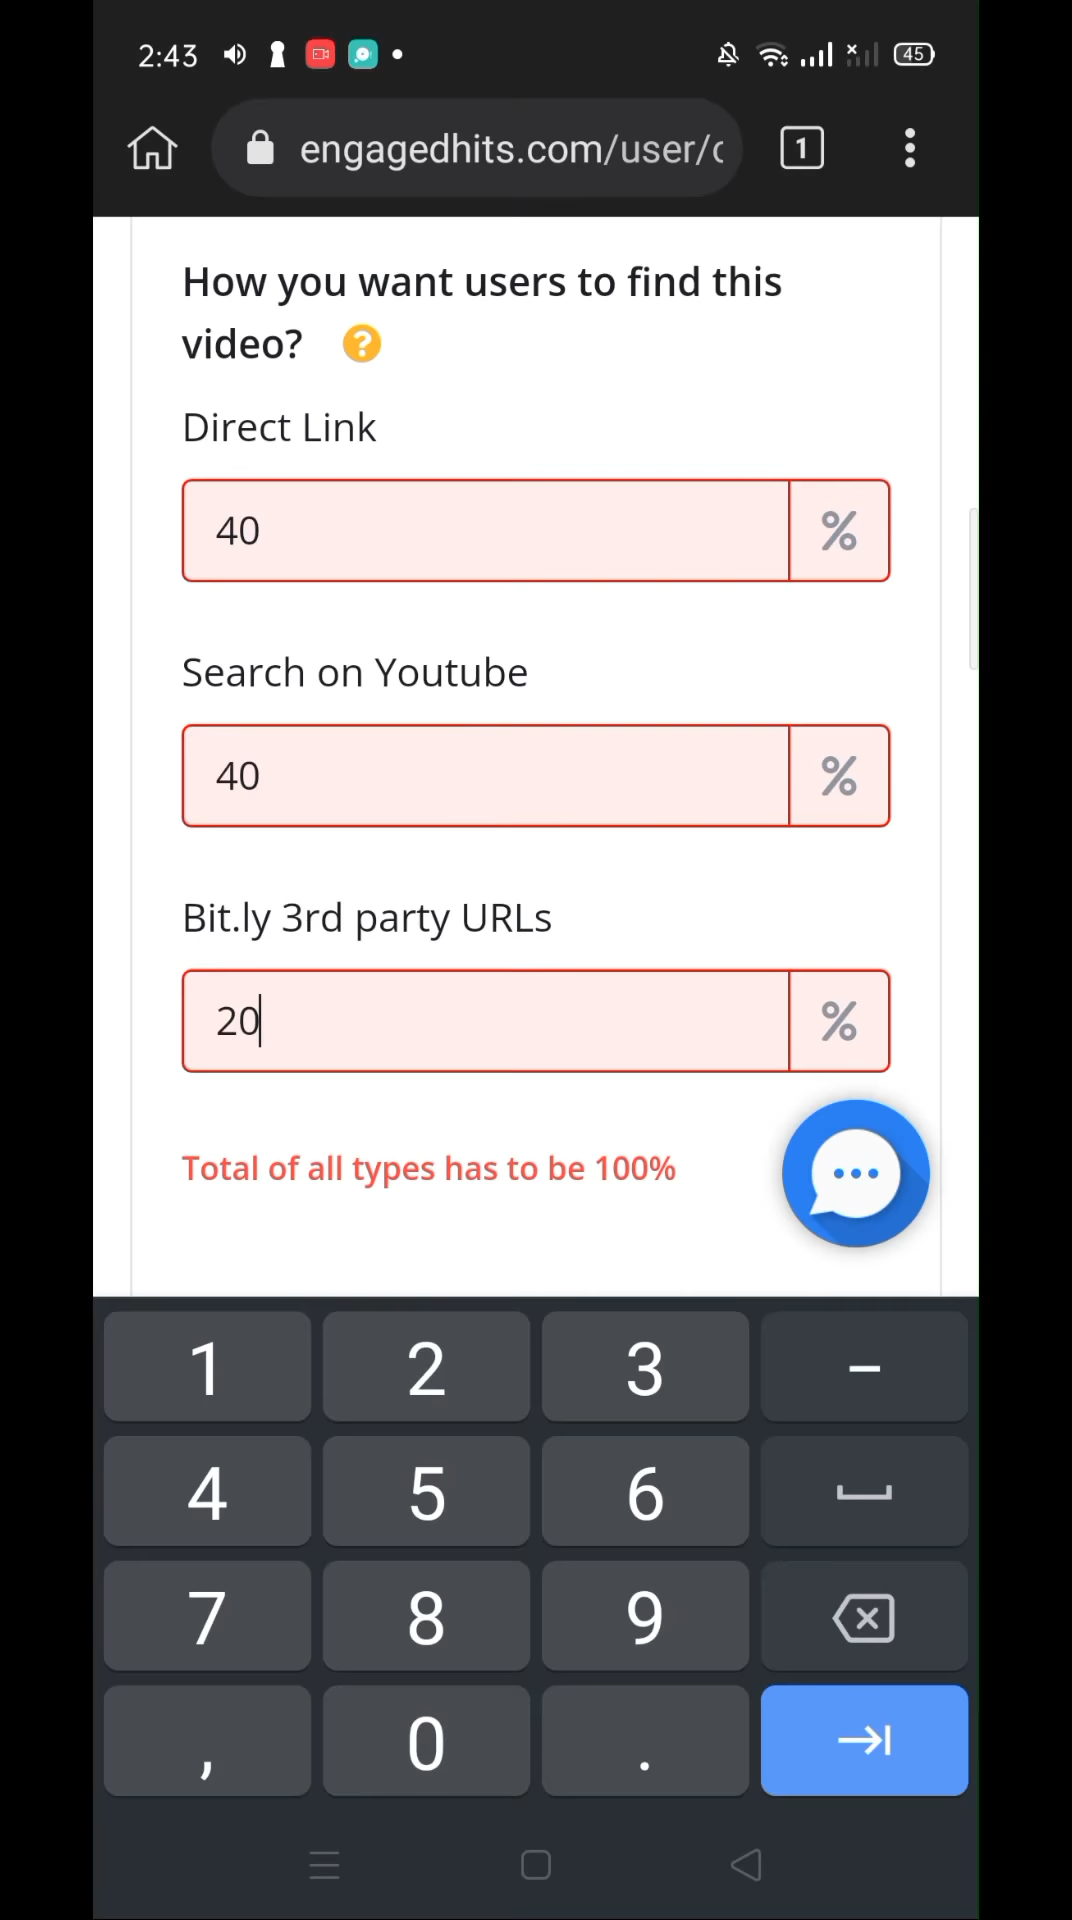 2:43
45
engagedhits.com/user/c
1
How you want users to find this
video? ?
Direct Link
40 %
Search on Youtube
40 %
Bit.ly 3rd party URLs
20 %
Total of all types has to be 100%
1 2 3 –
4 5 6
7 8 9
, 0 .